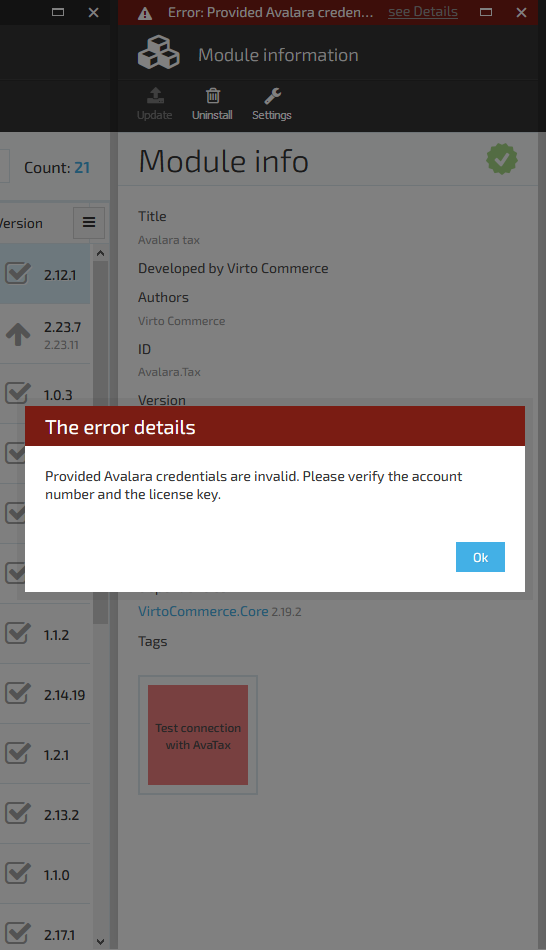 Error: Provided Avalara creden... see Details
Module information
Update Uninstall Settings
Count: 21
Module info
Version
Title
Avalara tax
2.12.1
Developed by Virto Commerce
Authors
Virto Commerce
2.23.7
2.23.11
ID
Avalara.Tax
1.0.3
Version
The error details
Provided Avalara credentials are invalid. Please verify the account
number and the license key.
Ok
VirtoCommerce.Core 2.19.2
1.1.2
Tags
2.14.19
Test connection
with AvaTax
1.2.1
2.13.2
1.1.0
2.17.1